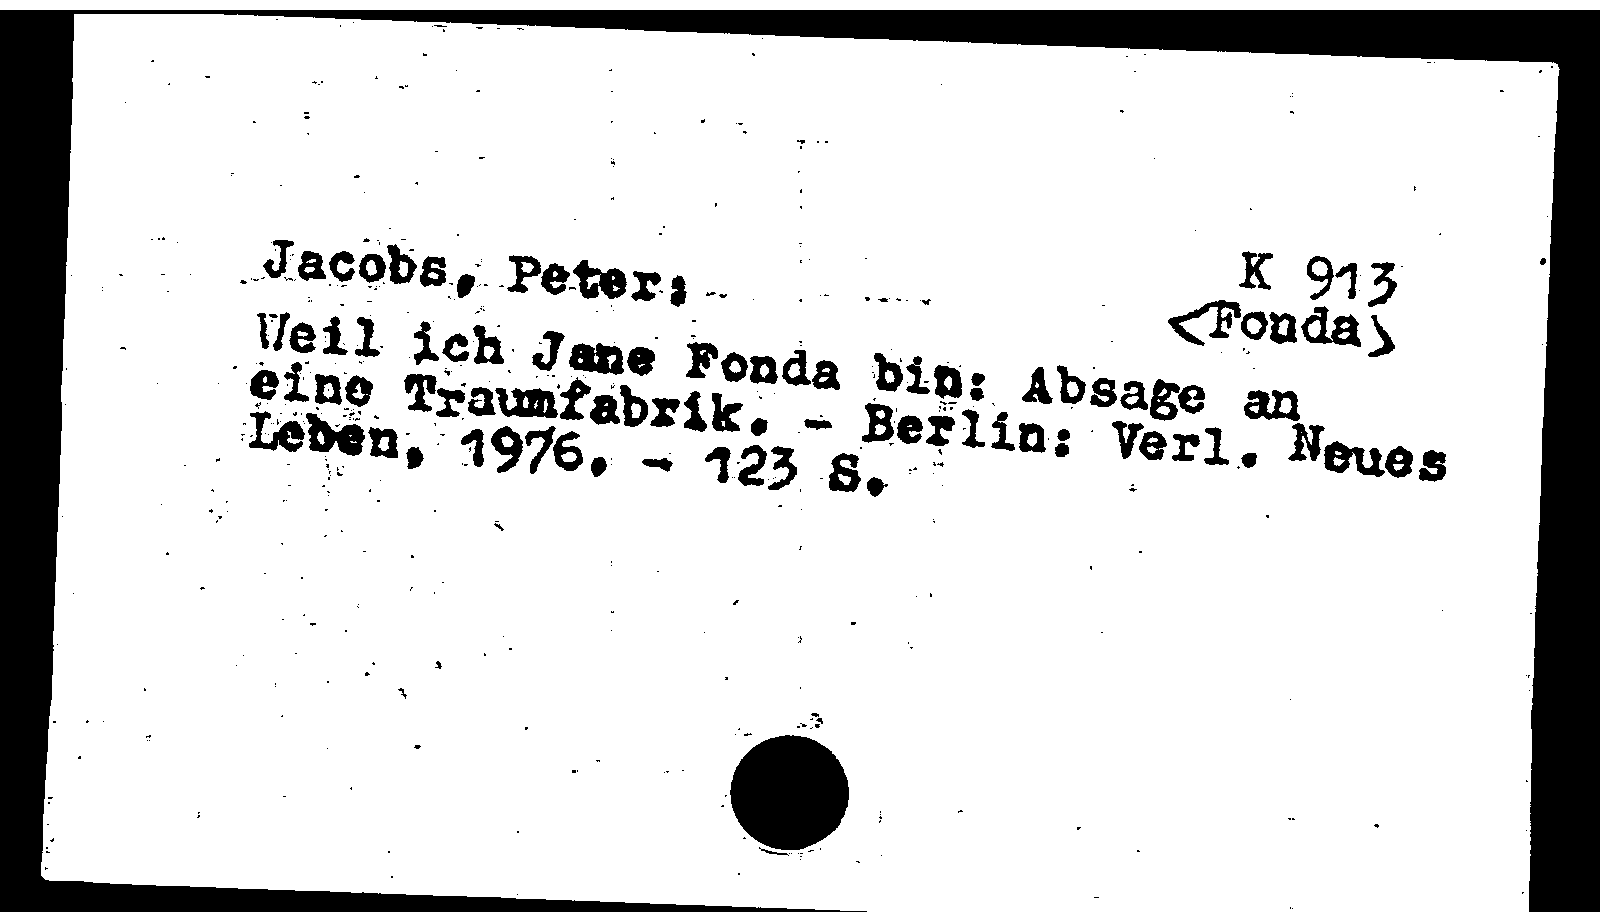 Jacobs, Peter:
K 913
<Fonda>
Weil ich Jane Fonda bin: Absage an
eine Traumfabrik. - Berlin: Verl. Neues
Leben, 1976. - 123 S.